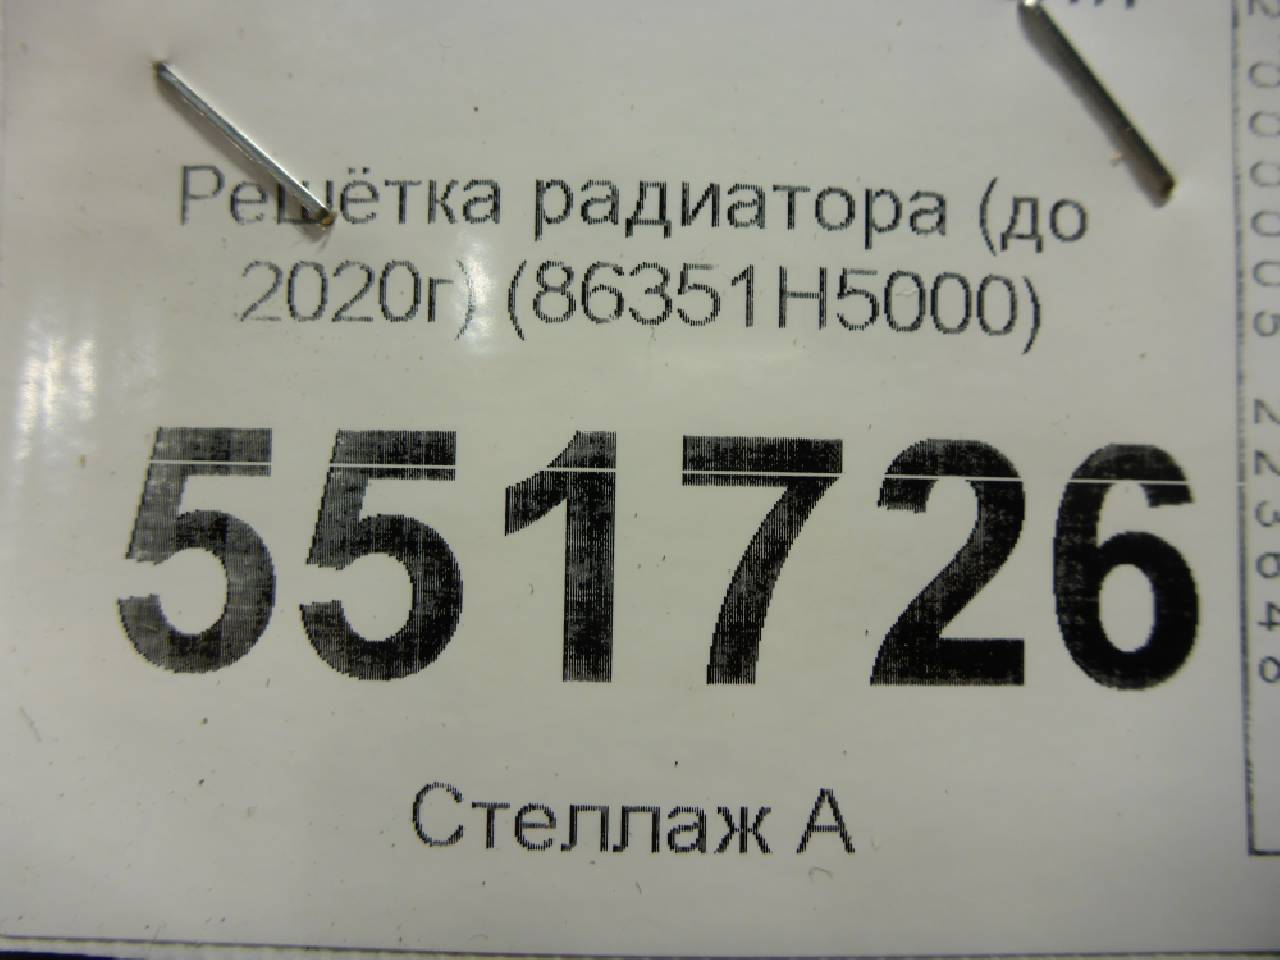 Решётка радиатора (до
2020г) (86351H5000)
551726
Стеллаж А